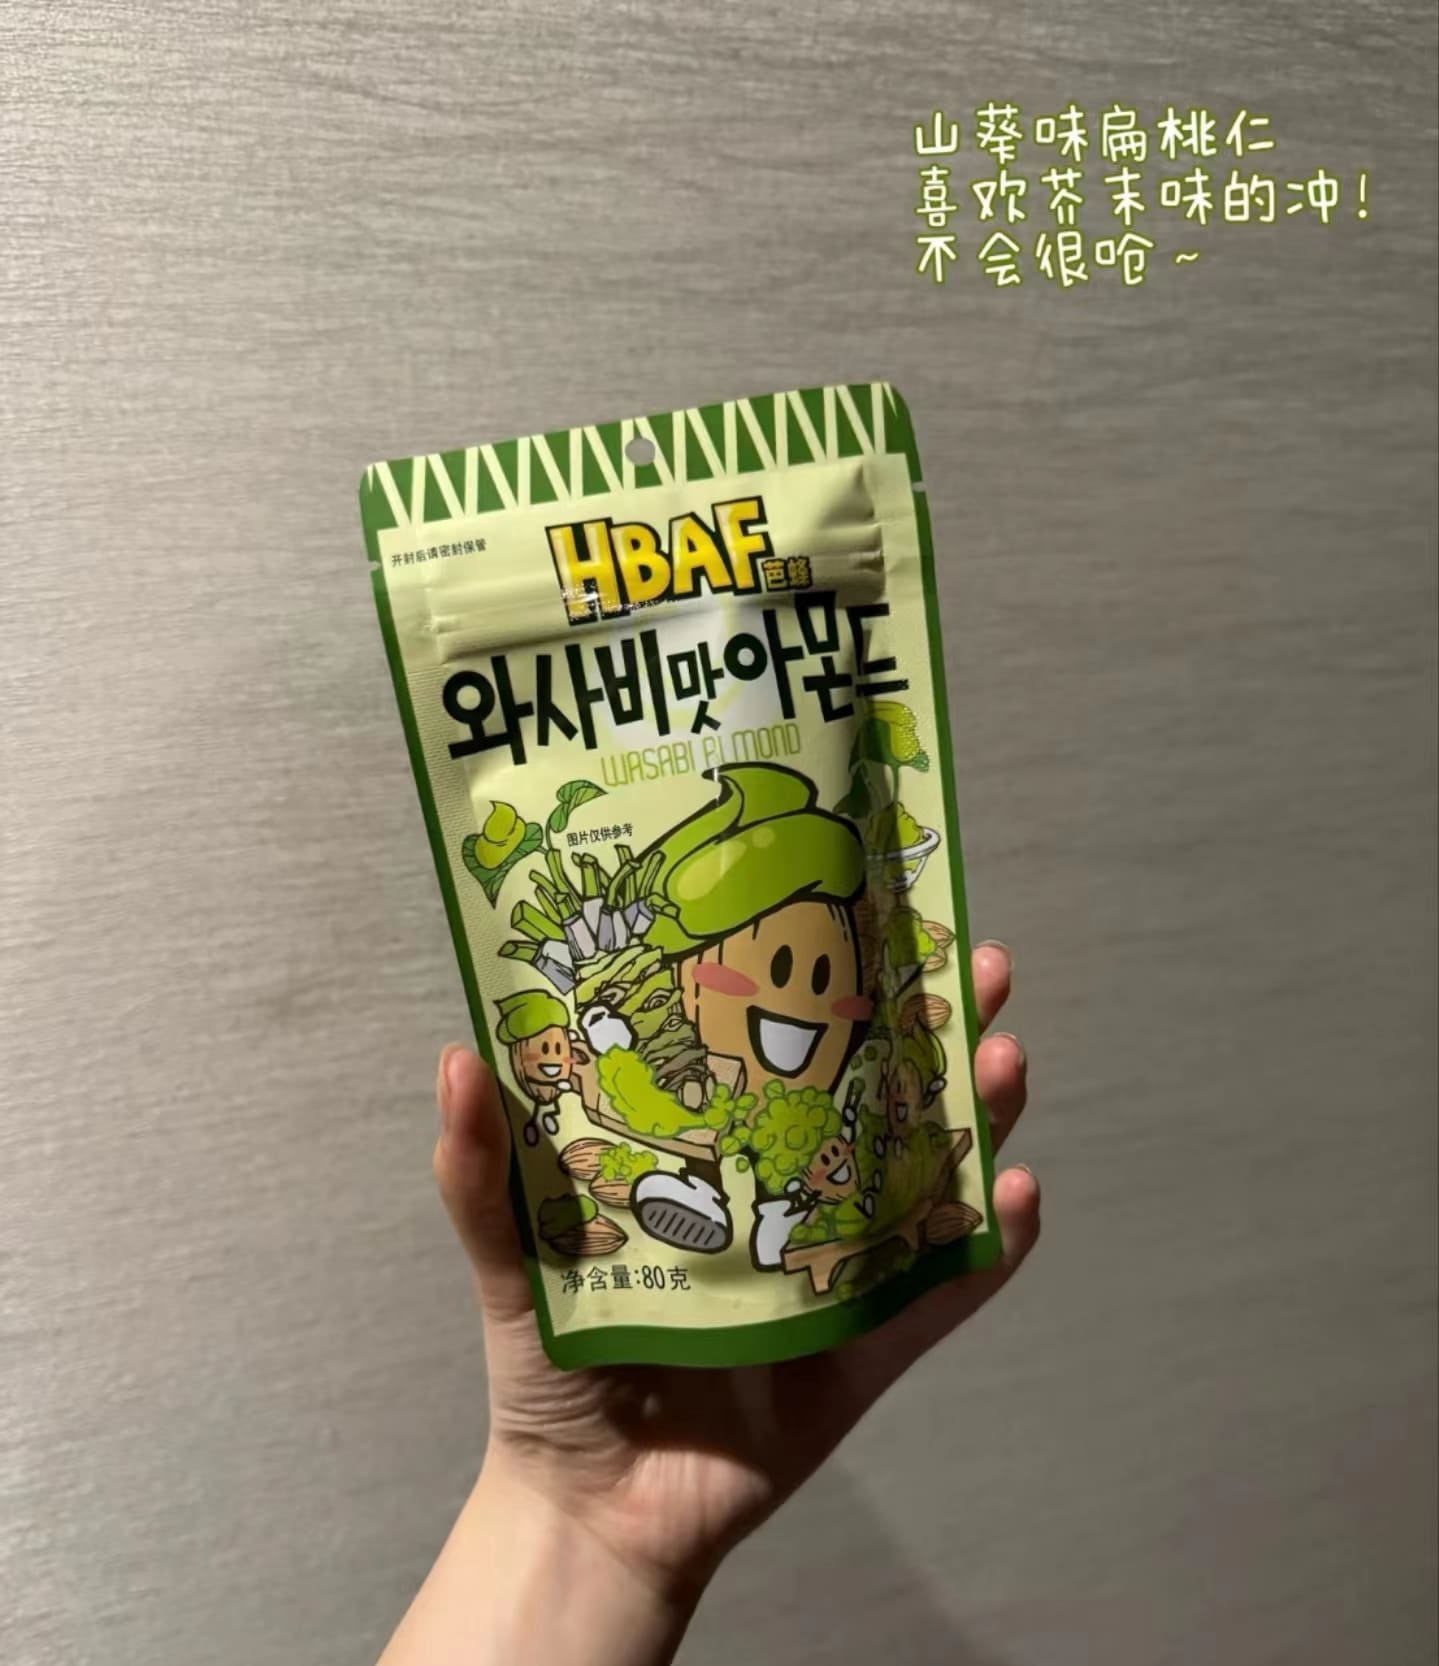 山葵味扁桃仁
喜欢芥末味的冲！
不会很呛～
开封后请密封保管
HBAF芭蜂
와사비맛아몬드
WASABI ALMOND
图片仅供参考
净含量:80克